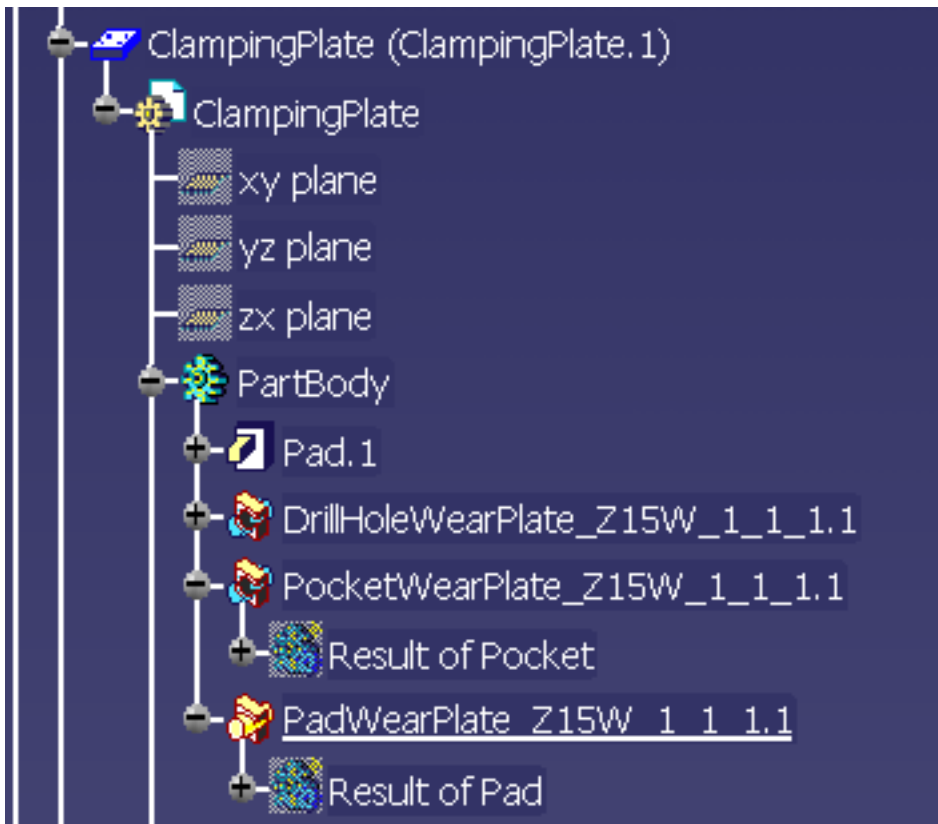 ClampingPlate (ClampingPlate.1)
ClampingPlate
xy plane
yz plane
zx plane
PartBody
Pad.1
DrillHoleWearPlate_Z15W_1_1_1.1
PocketWearPlate_Z15W_1_1_1.1
Result of Pocket
PadWearPlate_Z15W_1_1_1.1
Result of Pad